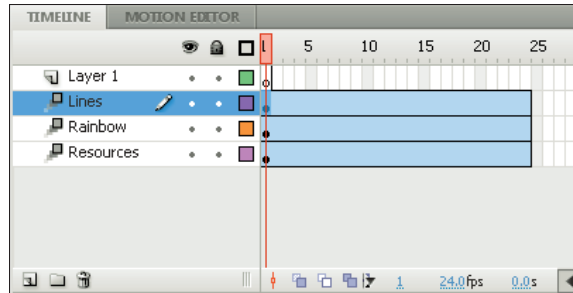 TIMELINE MOTION EDITOR
1 5 10 15 20 25
Layer 1
Lines
Rainbow
Resources
1 24.0fps 0.0s